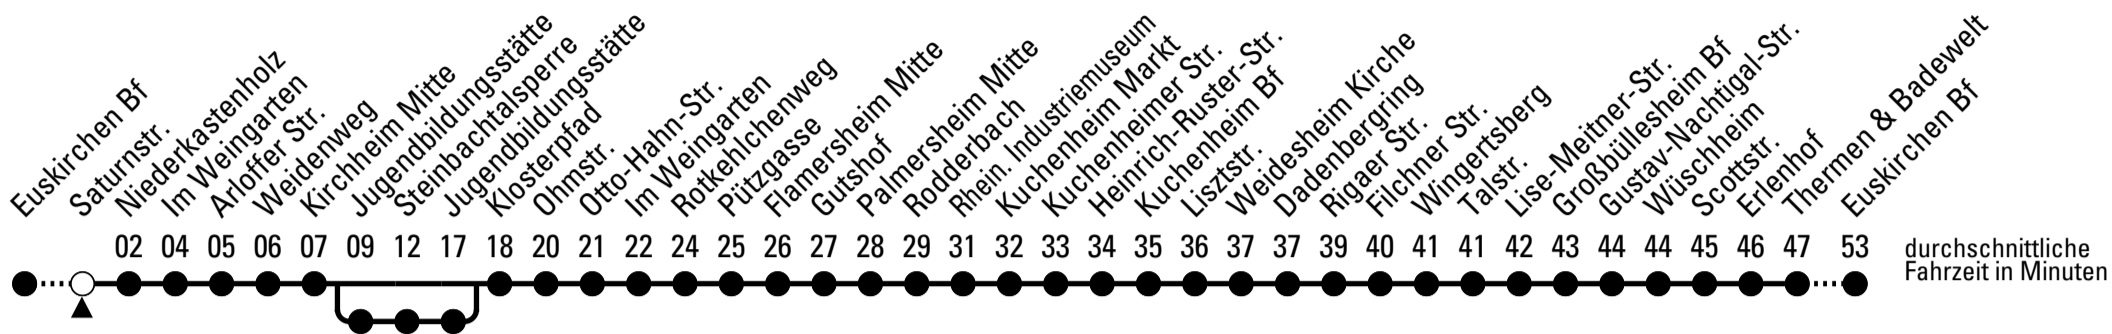 Euskirchen Bf
Saturnstr.
Niederkastenholz
Im Weingarten
Arloffer Str.
Weidenweg
Kirchheim Mitte
Jugendbildungsstätte
Steinbachtalsperre
Jugendbildungsstätte
Klosterpfad
Ohmstr.
Otto-Hahn-Str.
Im Weingarten
Rotkehlchenweg
Pützgasse
Flamersheim Mitte
Gutshof
Palmersheim Mitte
Rodderbach
Rhein. Industriemuseum
Kuchenheim Markt
Kuchenheimer Str.
Heinrich-Ruster-Str.
Kuchenheim Bf
Lisztstr.
Weidesheim Kirche
Dadenbergring
Rigaer Str.
Filchner Str.
Wingertsberg
Talstr.
Lise-Meitner-Str.
Großbüllesheim Bf
Gustav-Nachtigal-Str.
Wüschheim
Scottstr.
Erlenhof
Thermen & Badewelt
Euskirchen Bf
02 04 05 06 07 09 12 17 18 20 21 22 24 25 26 27 28 29 31 32 33 34 35 36 37 37 39 40 41 41 42 43 44 44 45 46 47 53
durchschnittliche
Fahrzeit in Minuten